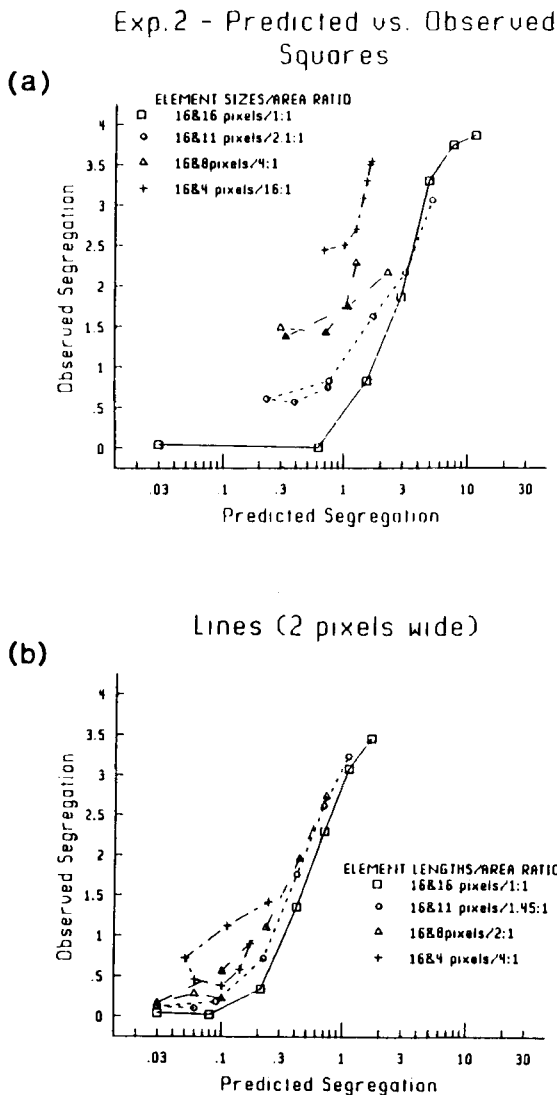 Exp.2 - Predicted vs. Observed
Squares
(a)
ELEMENT SIZES/AREA RATIO
16&16 pixels/1:1
16&11 pixels/2.1:1
16&8pixels/4:1
16&4 pixels/16:1
4
3.5
3
2.5
2
1.5
1
.5
0
Observed Segregation
.03 .1 .3 1 3 10 30
Predicted Segregation
Lines (2 pixels wide)
(b)
4
3.5
3
2.5
2
1.5
1
.5
0
Observed Segregation
ELEMENT LENGTHS/AREA RATIO
16&16 pixels/1:1
16&11 pixels/1.45:1
16&8pixels/2:1
16&4 pixels/4:1
.03 .1 .3 1 3 10 30
Predicted Segregation